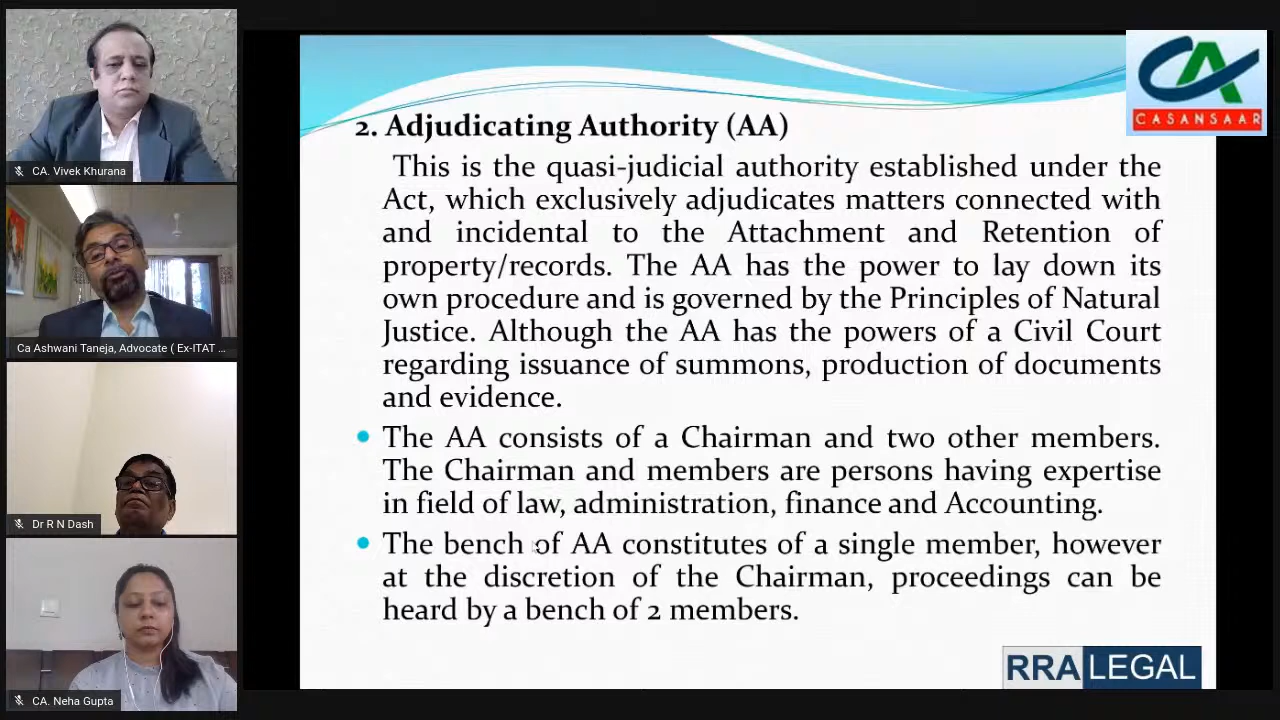 CA. Vivek Khurana
Ca Ashwani Taneja, Advocate ( Ex-ITAT ...
Dr R N Dash
CA. Neha Gupta
2. Adjudicating Authority (AA)
This is the quasi-judicial authority established under the
Act, which exclusively adjudicates matters connected with
and incidental to the Attachment and Retention of
property/records. The AA has the power to lay down its
own procedure and is governed by the Principles of Natural
Justice. Although the AA has the powers of a Civil Court
regarding issuance of summons, production of documents
and evidence.
The AA consists of a Chairman and two other members.
The Chairman and members are persons having expertise
in field of law, administration, finance and Accounting.
The bench of AA constitutes of a single member, however
at the discretion of the Chairman, proceedings can be
heard by a bench of 2 members.
CA
CASANSAAR
RRA LEGAL